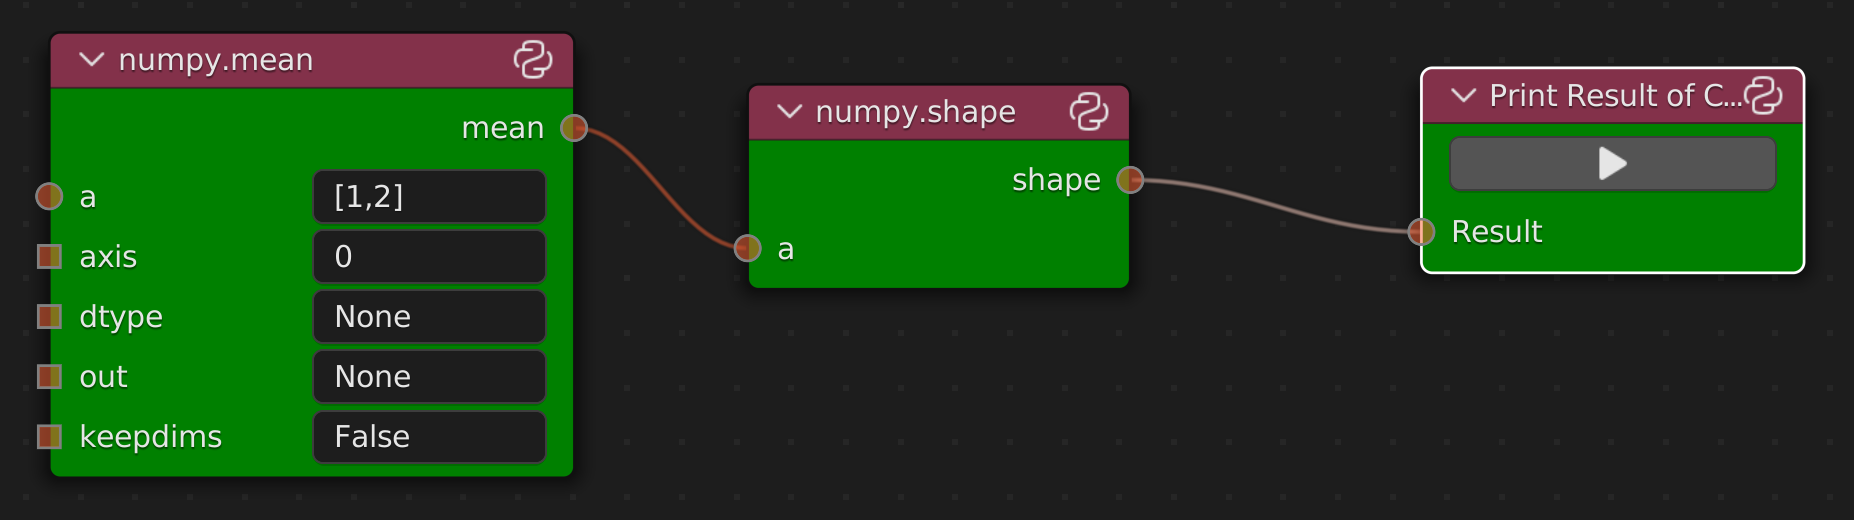 numpy.mean
mean
a [1,2]
axis 0
dtype None
out None
keepdims False
numpy.shape
shape
a
Print Result of C...
Result